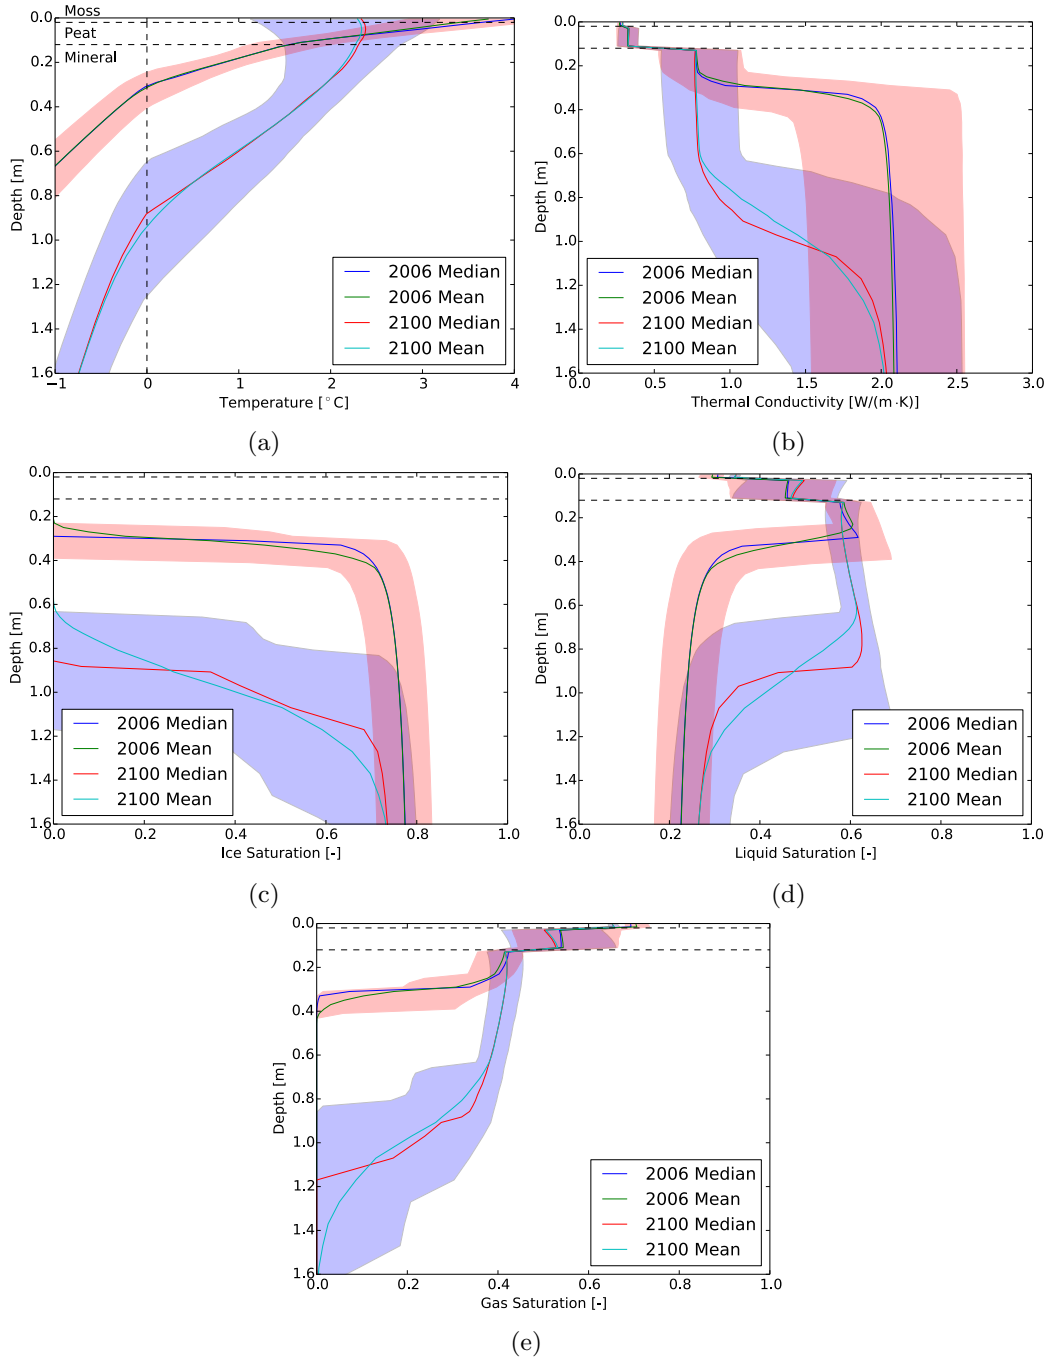 Moss
Peat
Mineral
0.0
0.2
0.4
0.6
0.8
1.0
1.2
1.4
1.6
Depth [m]
−1
0
1
2
3
4
Temperature [°C]
2006 Median
2006 Mean
2100 Median
2100 Mean
(a)
0.0
0.2
0.4
0.6
0.8
1.0
1.2
1.4
1.6
Depth [m]
0.0
0.5
1.0
1.5
2.0
2.5
3.0
Thermal Conductivity [W/(m·K)]
2006 Median
2006 Mean
2100 Median
2100 Mean
(b)
0.0
0.2
0.4
0.6
0.8
1.0
1.2
1.4
1.6
Depth [m]
0.0
0.2
0.4
0.6
0.8
1.0
Ice Saturation [-]
2006 Median
2006 Mean
2100 Median
2100 Mean
(c)
0.0
0.2
0.4
0.6
0.8
1.0
1.2
1.4
1.6
Depth [m]
0.0
0.2
0.4
0.6
0.8
1.0
Liquid Saturation [-]
2006 Median
2006 Mean
2100 Median
2100 Mean
(d)
0.0
0.2
0.4
0.6
0.8
1.0
1.2
1.4
1.6
Depth [m]
0.0
0.2
0.4
0.6
0.8
1.0
Gas Saturation [-]
2006 Median
2006 Mean
2100 Median
2100 Mean
(e)